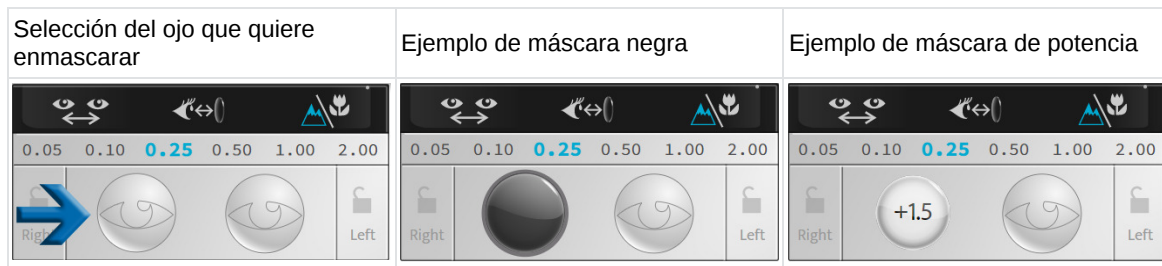 Selección del ojo que quiere
enmascarar
Ejemplo de máscara negra
Ejemplo de máscara de potencia
0.05 0.10 0.25 0.50 1.00 2.00
0.05 0.10 0.25 0.50 1.00 2.00
0.05 0.10 0.25 0.50 1.00 2.00
+1.5
Left
Right
Left
Right
Left